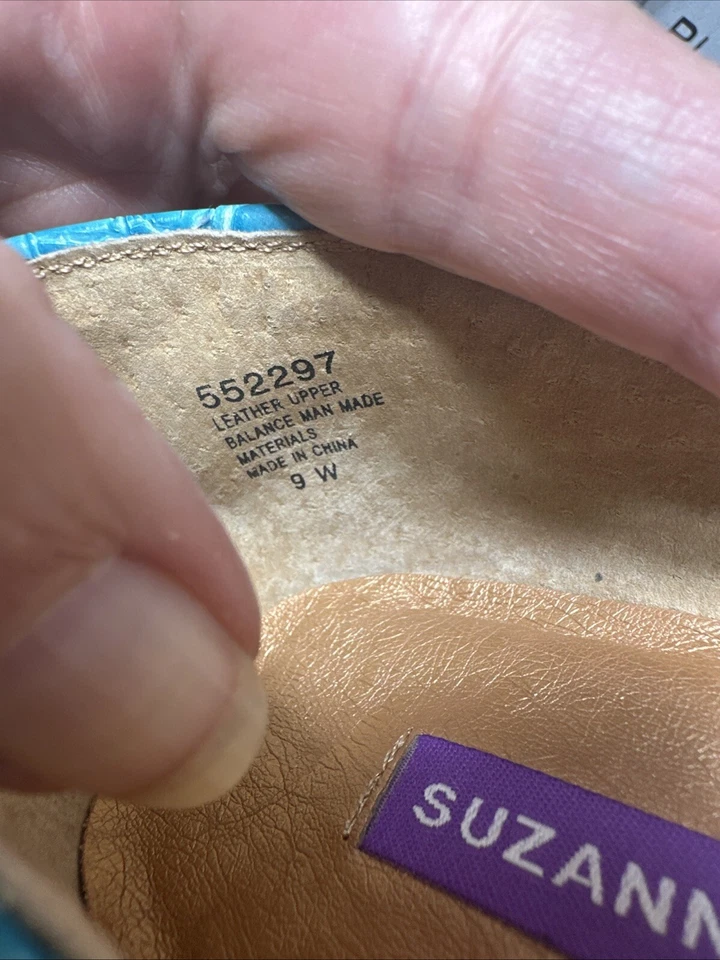 552297
LEATHER UPPER
BALANCE MAN MADE
MATERIALS
MADE IN CHINA
9 W
SUZANN